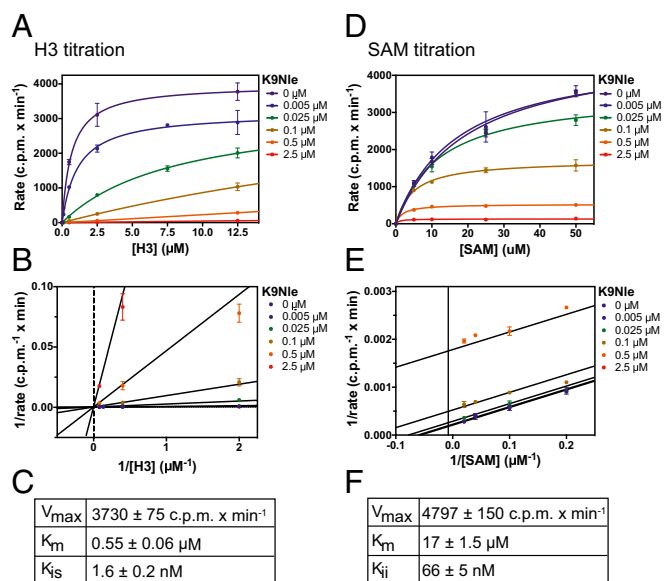 A
H3 titration
Rate (c.p.m. x min⁻¹)
4000
3000
2000
1000
0
0.0
2.5
5.0
7.5
10.0
12.5
[H3] (µM)
K9Nle
0 µM
0.005 µM
0.025 µM
0.1 µM
0.5 µM
2.5 µM
D
SAM titration
Rate (c.p.m. x min⁻¹)
4000
3000
2000
1000
0
0
10
20
30
40
50
[SAM] (uM)
K9Nle
0 µM
0.005 µM
0.025 µM
0.1 µM
0.5 µM
2.5 µM
B
1/rate (c.p.m.⁻¹ x min)
0.10
0.05
0.00
0
1
2
1/[H3] (µM⁻¹)
K9Nle
0 µM
0.005 µM
0.025 µM
0.1 µM
0.5 µM
2.5 µM
E
1/rate (c.p.m.⁻¹ x min)
0.003
0.002
0.001
0.000
-0.1
0.0
0.1
0.2
1/[SAM] (µM⁻¹)
K9Nle
0 µM
0.005 µM
0.025 µM
0.1 µM
0.5 µM
2.5 µM
C
Vmax 3730 ± 75 c.p.m. x min⁻¹
Km 0.55 ± 0.06 µM
Kis 1.6 ± 0.2 nM
F
Vmax 4797 ± 150 c.p.m. x min⁻¹
Km 17 ± 1.5 µM
Kii 66 ± 5 nM